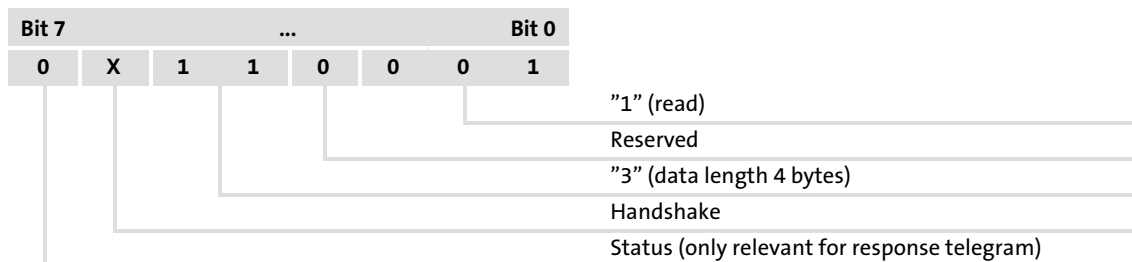 Bit 7 ... Bit 0
0 X 1 1 0 0 0 1
”1” (read)
Reserved
”3” (data length 4 bytes)
Handshake
Status (only relevant for response telegram)